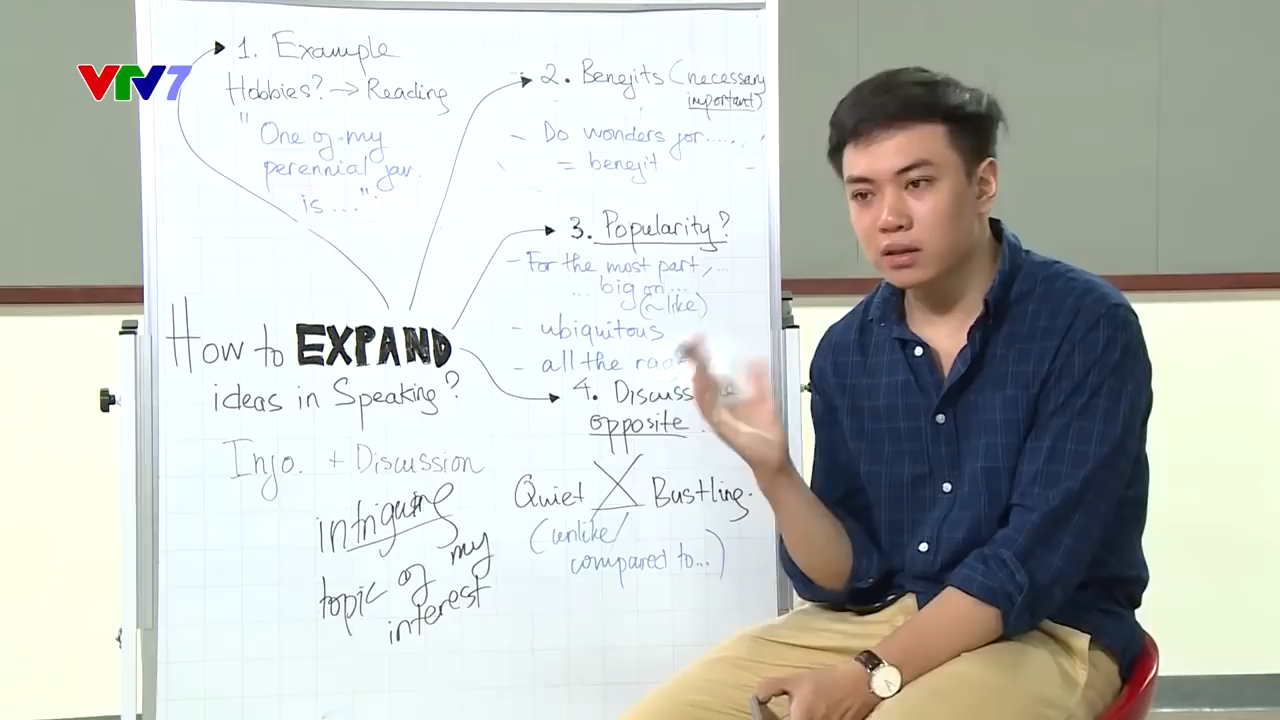 VTV7
1. Example
Hobbies? → Reading
"One of my
perennial fav.
is ..."
2. Benefits (necessary
important)
- Do wonders for......
= benefit
3. Popularity?
- For the most part, ...
... big on ...
(~like)
- ubiquitous
- all the rage
4. Discuss the
opposite.
Quiet Bustling.
(unlike/
compared to...)
How to EXPAND
ideas in Speaking?
Info. + Discussion
intriguing
topic of my
interest